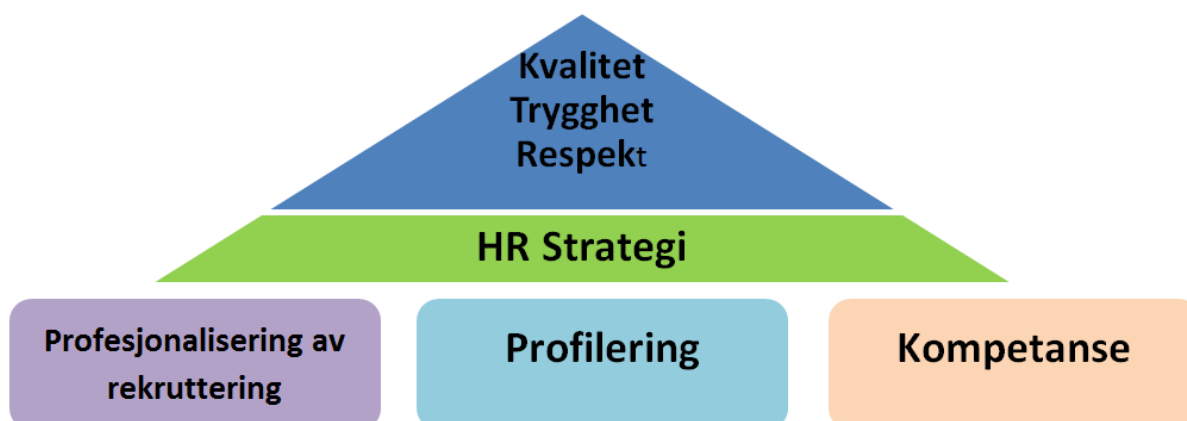 Kvalitet
Trygghet
Respekt
HR Strategi
Profesjonalisering av
rekruttering
Profilering
Kompetanse